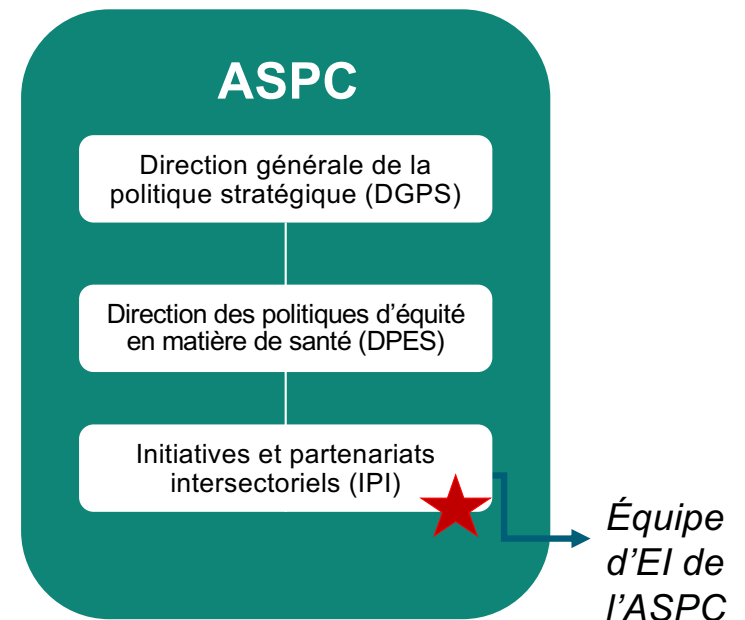 ASPC
Direction générale de la
politique stratégique (DGPS)
Direction des politiques d’équité
en matière de santé (DPES)
Initiatives et partenariats
intersectoriels (IPI)
Équipe
d’EI de
l’ASPC